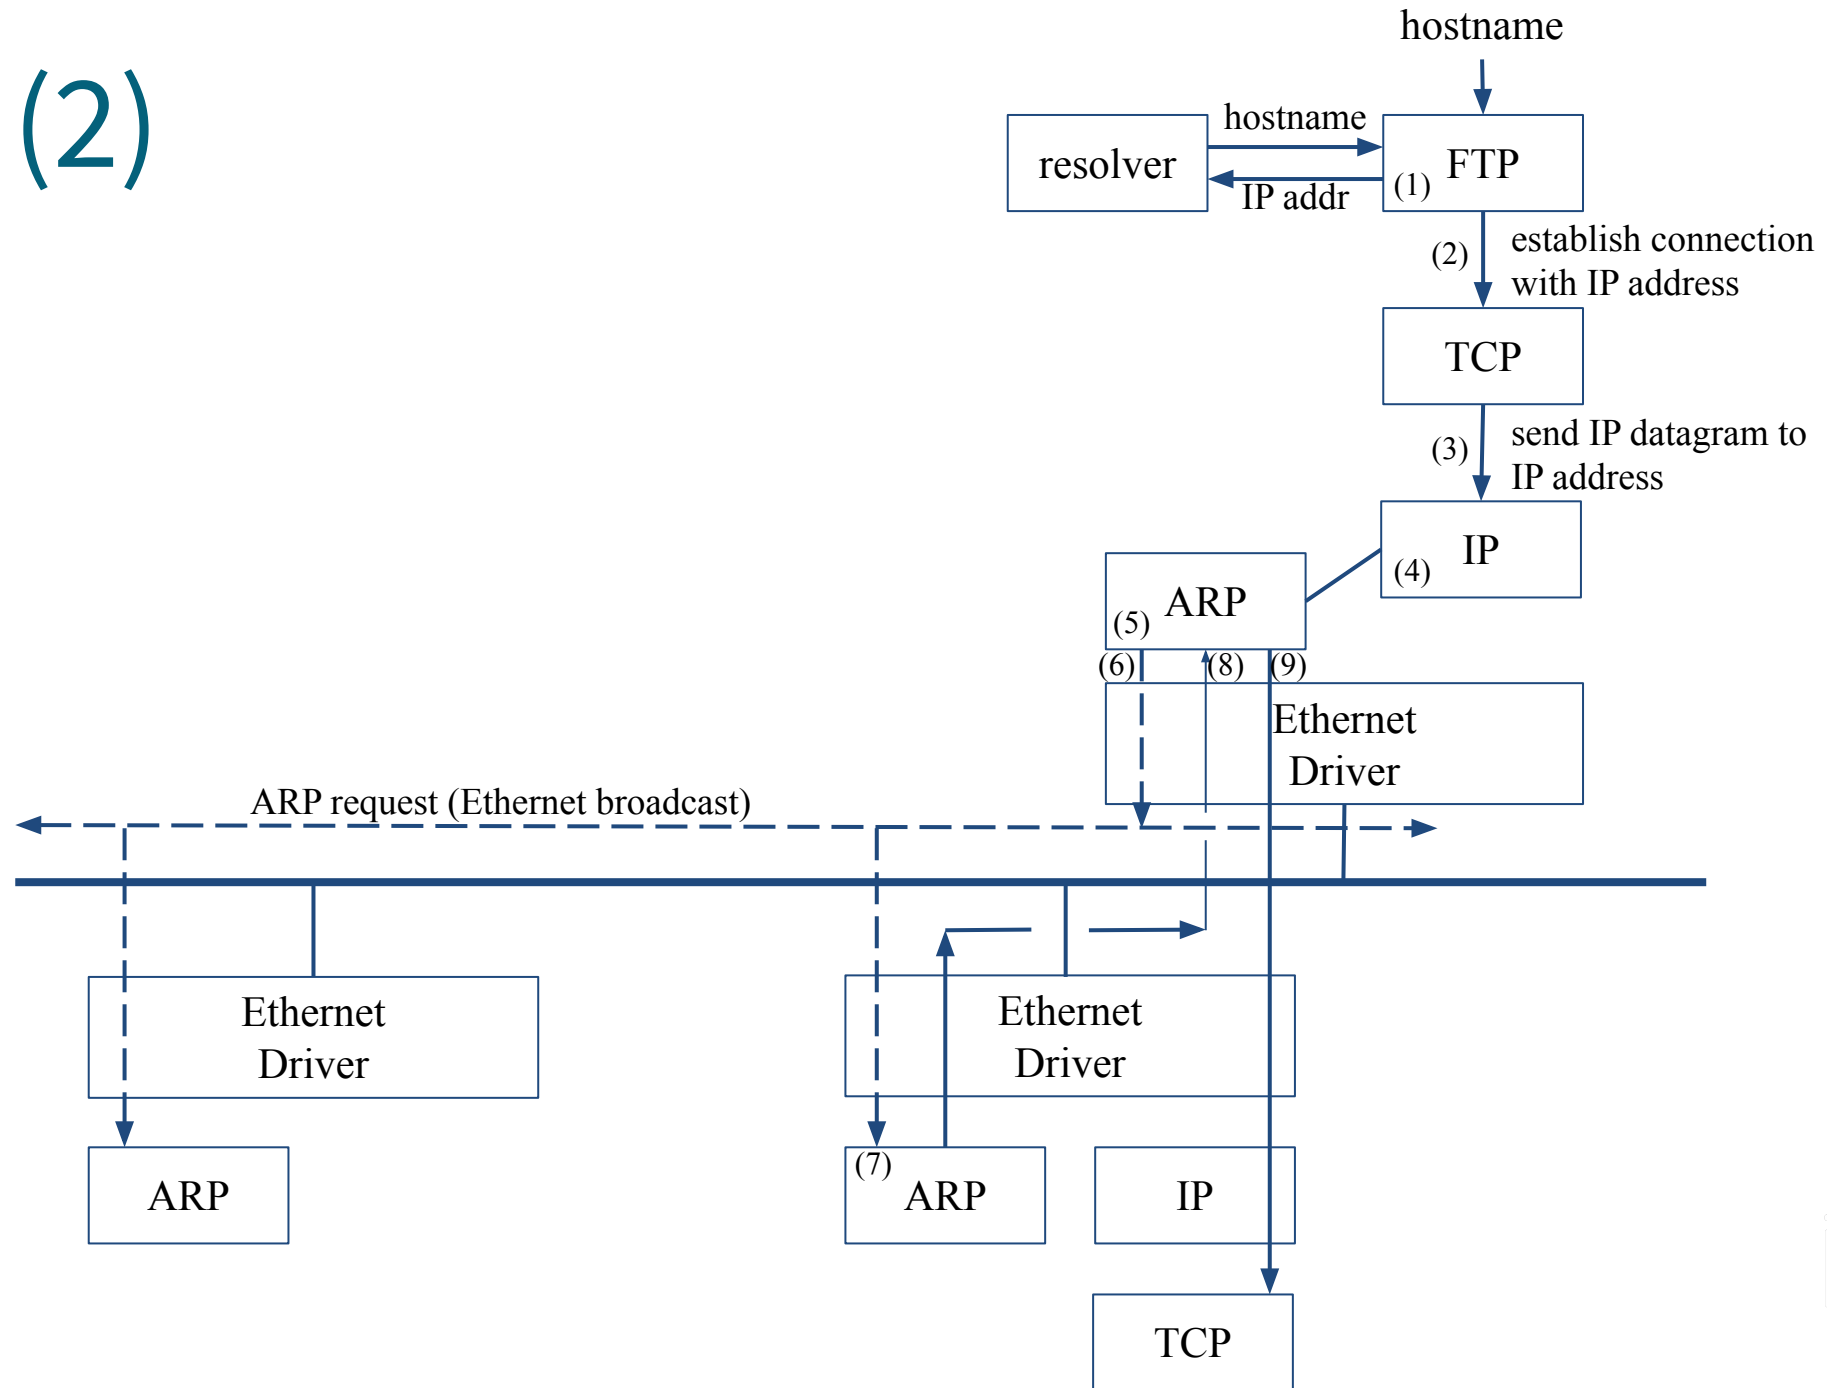 (2)
hostname
hostname
resolver
FTP
(1)
IP addr
(2)
establish connection
with IP address
TCP
(3)
send IP datagram to
IP address
IP
(4)
ARP
(5)
(6)
(8)
(9)
Ethernet
Driver
ARP request (Ethernet broadcast)
Ethernet
Driver
Ethernet
Driver
ARP
(7)
ARP
IP
TCP